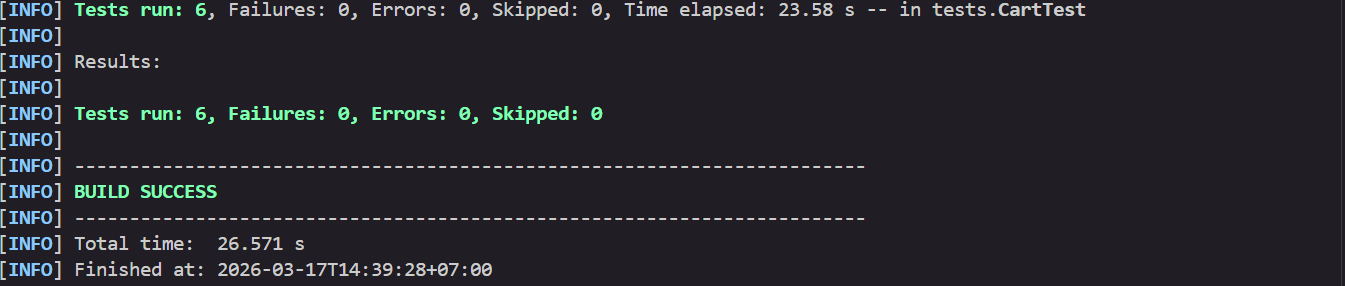 [INFO] Tests run: 6, Failures: 0, Errors: 0, Skipped: 0, Time elapsed: 23.58 s -- in tests.CartTest
[INFO]
[INFO] Results:
[INFO]
[INFO] Tests run: 6, Failures: 0, Errors: 0, Skipped: 0
[INFO]
[INFO] ------------------------------------------------------------------------
[INFO] BUILD SUCCESS
[INFO] ------------------------------------------------------------------------
[INFO] Total time:  26.571 s
[INFO] Finished at: 2026-03-17T14:39:28+07:00